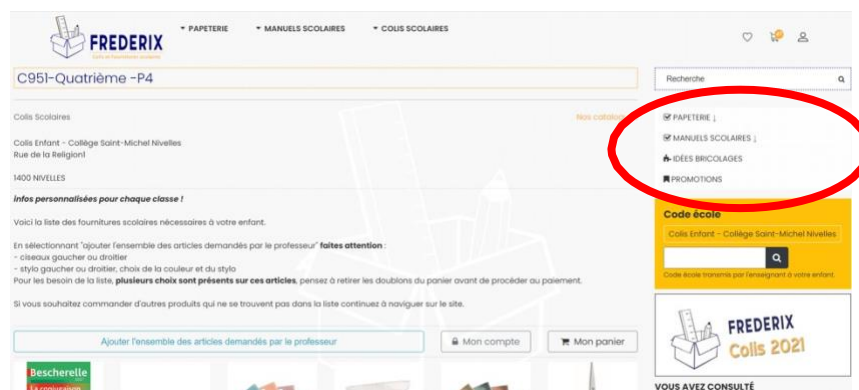 FREDERIX
PAPETERIE
MANUELS SCOLAIRES
COLIS SCOLAIRES
C951-Quatrième -P4
Recherche
Colis Scolaires
Nos
PAPETERIE ↓
MANUELS SCOLAIRES ↓
IDÉES BRICOLAGES
PROMOTIONS
Colis Enfant - Collège Saint-Michel Nivelles
Rue de la Religion1
1400 NIVELLES
infos personnalisées pour chaque classe !
Voici la liste des fournitures scolaires nécessaires à votre enfant.
En sélectionnant "ajouter l'ensemble des articles demandés par le professeur" faites attention :
- ciseaux gaucher ou droitier
- stylo gaucher ou droitier, choix de la couleur et du stylo
Pour les besoin de la liste, plusieurs choix sont présents sur ces articles, pensez à retirer les doublons du panier avant de procéder au paiement.
Si vous souhaitez commander d'autres produits qui ne se trouvent pas dans la liste continuez à naviguer sur le site.
Code école
Colis Enfant - Collège Saint-Michel Nivelles
Code école transmis par l'enseignant à votre enfant.
FREDERIX
Colis 2021
Ajouter l'ensemble des articles demandés par le professeur
Mon compte
Mon panier
Bescherelle
La conjugaison
VOUS AVEZ CONSULTÉ